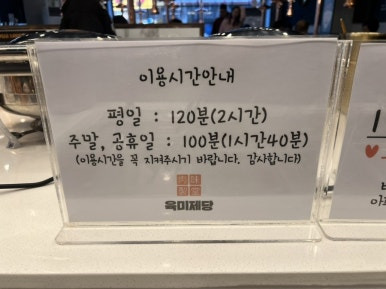 이용시간안내
평일 : 120분(2시간)
주말, 공휴일 : 100분(1시간40분)
(이용시간을 꼭 지켜주시기 바랍니다. 감사합니다)
육미제당